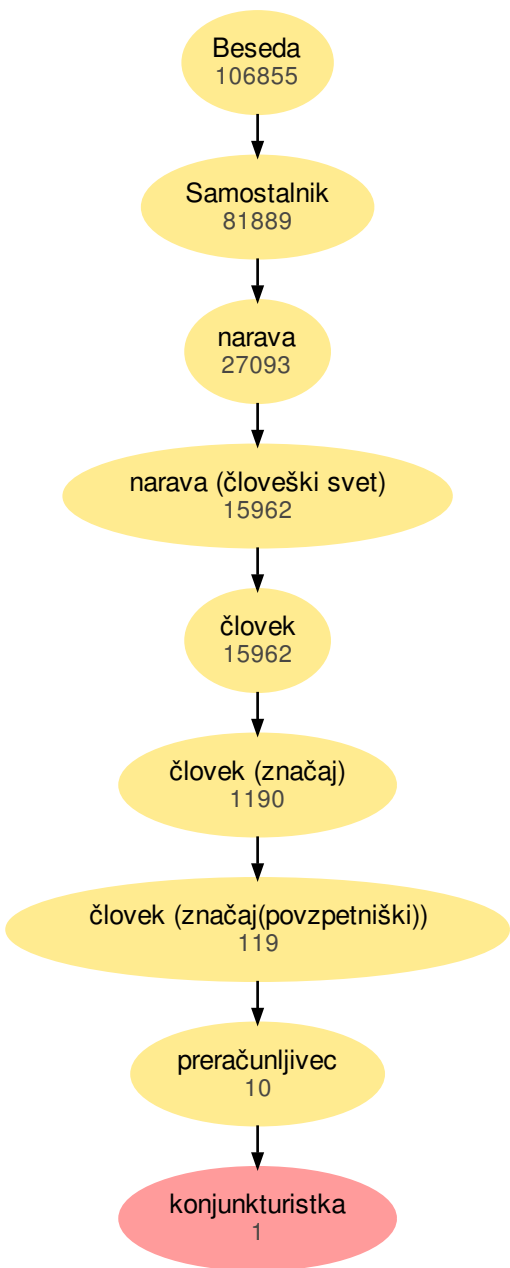 Beseda
106855
Samostalnik
81889
narava
27093
narava (človeški svet)
15962
človek
15962
človek (značaj)
1190
človek (značaj(povzpetniški))
119
preračunljivec
10
konjunkturistka
1